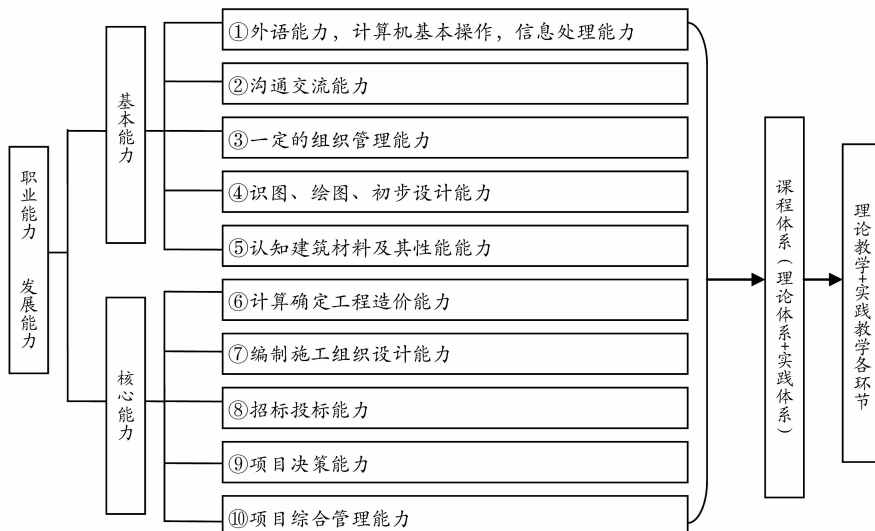 职业能力 发展能力
基本能力
①外语能力，计算机基本操作，信息处理能力
②沟通交流能力
③一定的组织管理能力
④识图、绘图、初步设计能力
⑤认知建筑材料及其性能能力
核心能力
⑥计算确定工程造价能力
⑦编制施工组织设计能力
⑧招标投标能力
⑨项目决策能力
⑩项目综合管理能力
课程体系（理论体系+实践体系）
理论教学+实践教学各环节